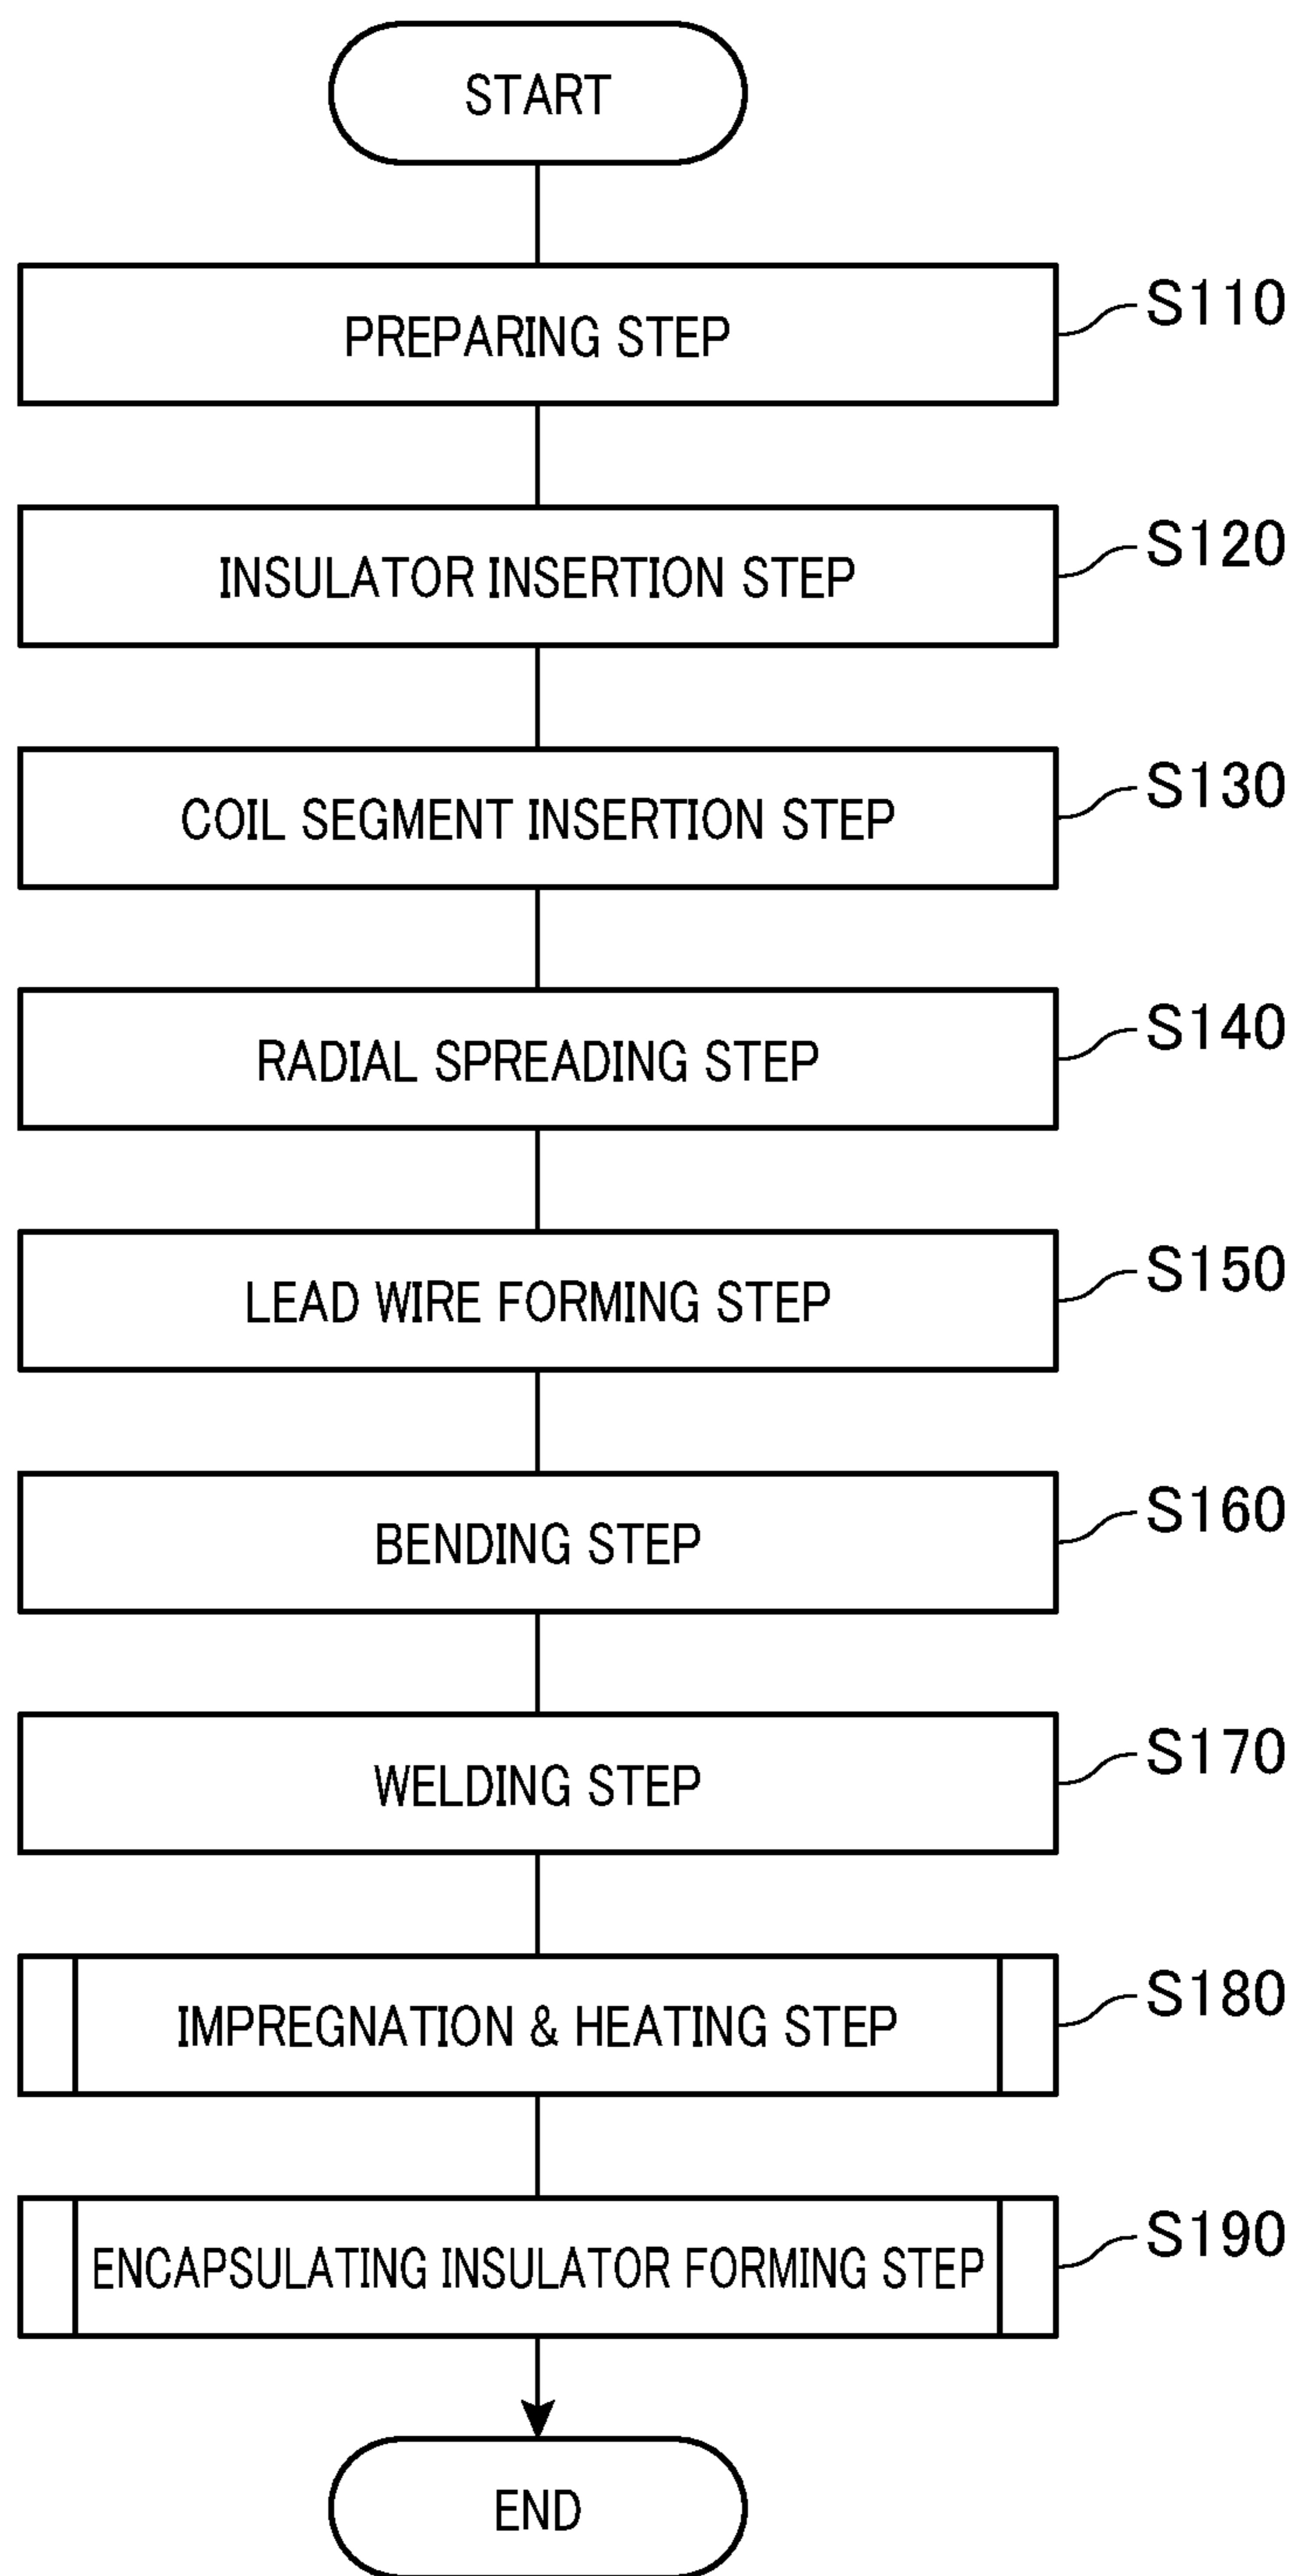 START
PREPARING STEP
S110
INSULATOR INSERTION STEP
S120
COIL SEGMENT INSERTION STEP
S130
RADIAL SPREADING STEP
S140
LEAD WIRE FORMING STEP
S150
BENDING STEP
S160
WELDING STEP
S170
IMPREGNATION & HEATING STEP
S180
ENCAPSULATING INSULATOR FORMING STEP
S190
END